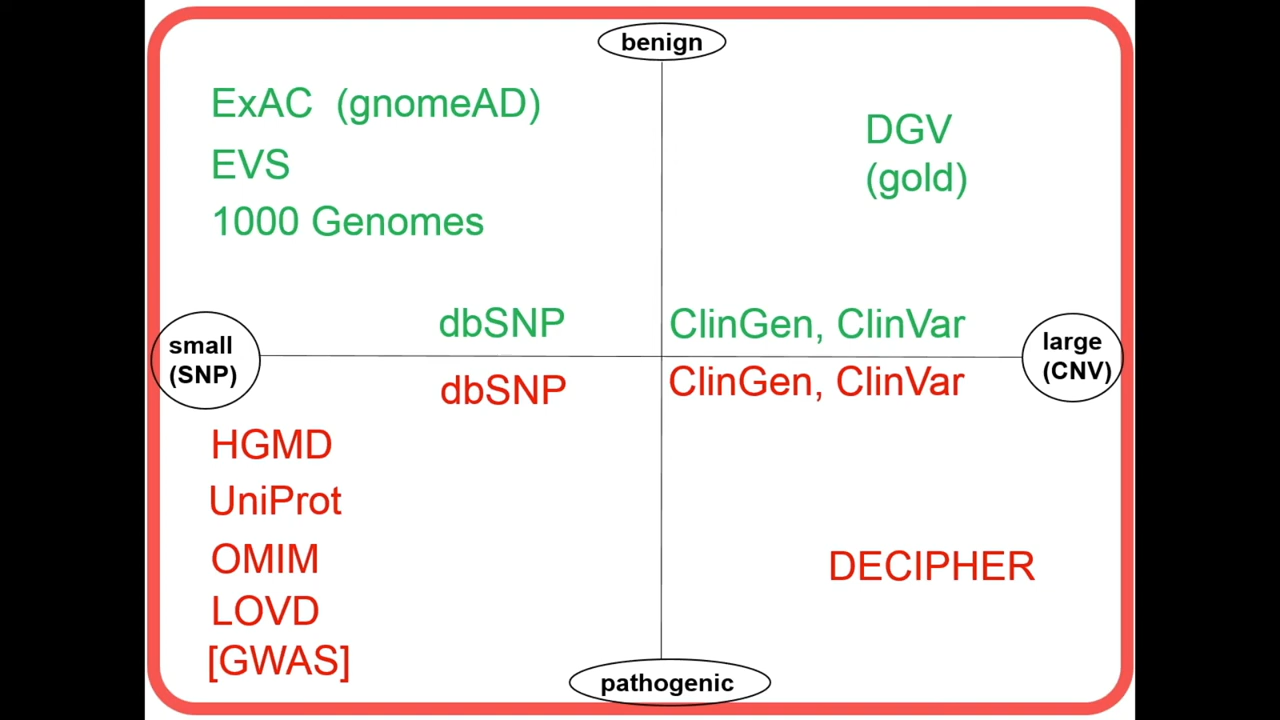 benign
ExAC (gnomeAD)
EVS
1000 Genomes
DGV
(gold)
dbSNP
ClinGen, ClinVar
small
(SNP)
large
(CNV)
dbSNP
ClinGen, ClinVar
HGMD
UniProt
OMIM
LOVD
[GWAS]
DECIPHER
pathogenic